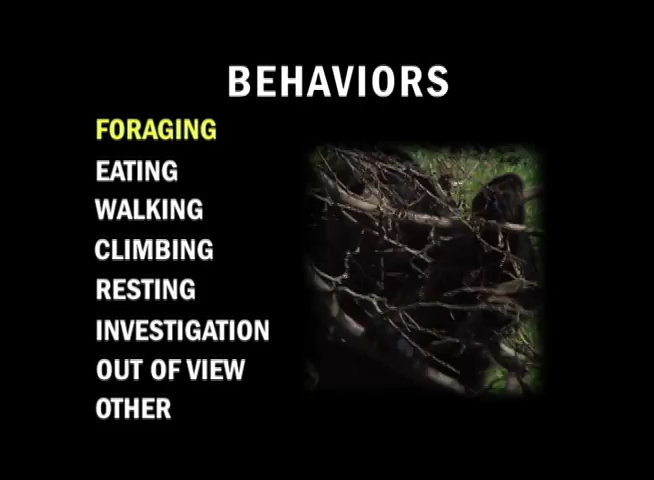 BEHAVIORS
FORAGING
EATING
WALKING
CLIMBING
RESTING
INVESTIGATION
OUT OF VIEW
OTHER